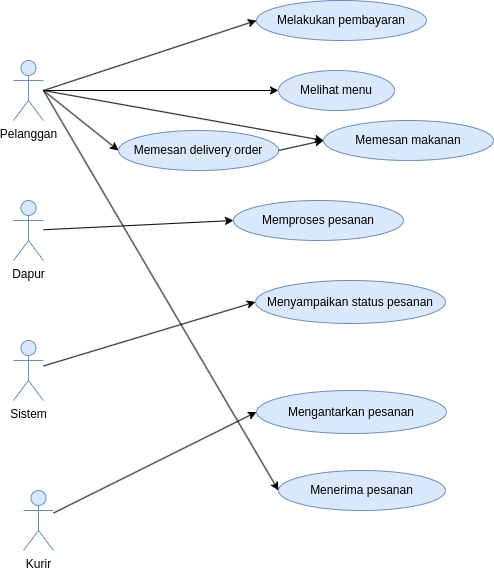 Melakukan pembayaran
Melihat menu
Pelanggan
Memesan delivery order
Memesan makanan
Memproses pesanan
Dapur
Menyampaikan status pesanan
Sistem
Mengantarkan pesanan
Menerima pesanan
Kurir